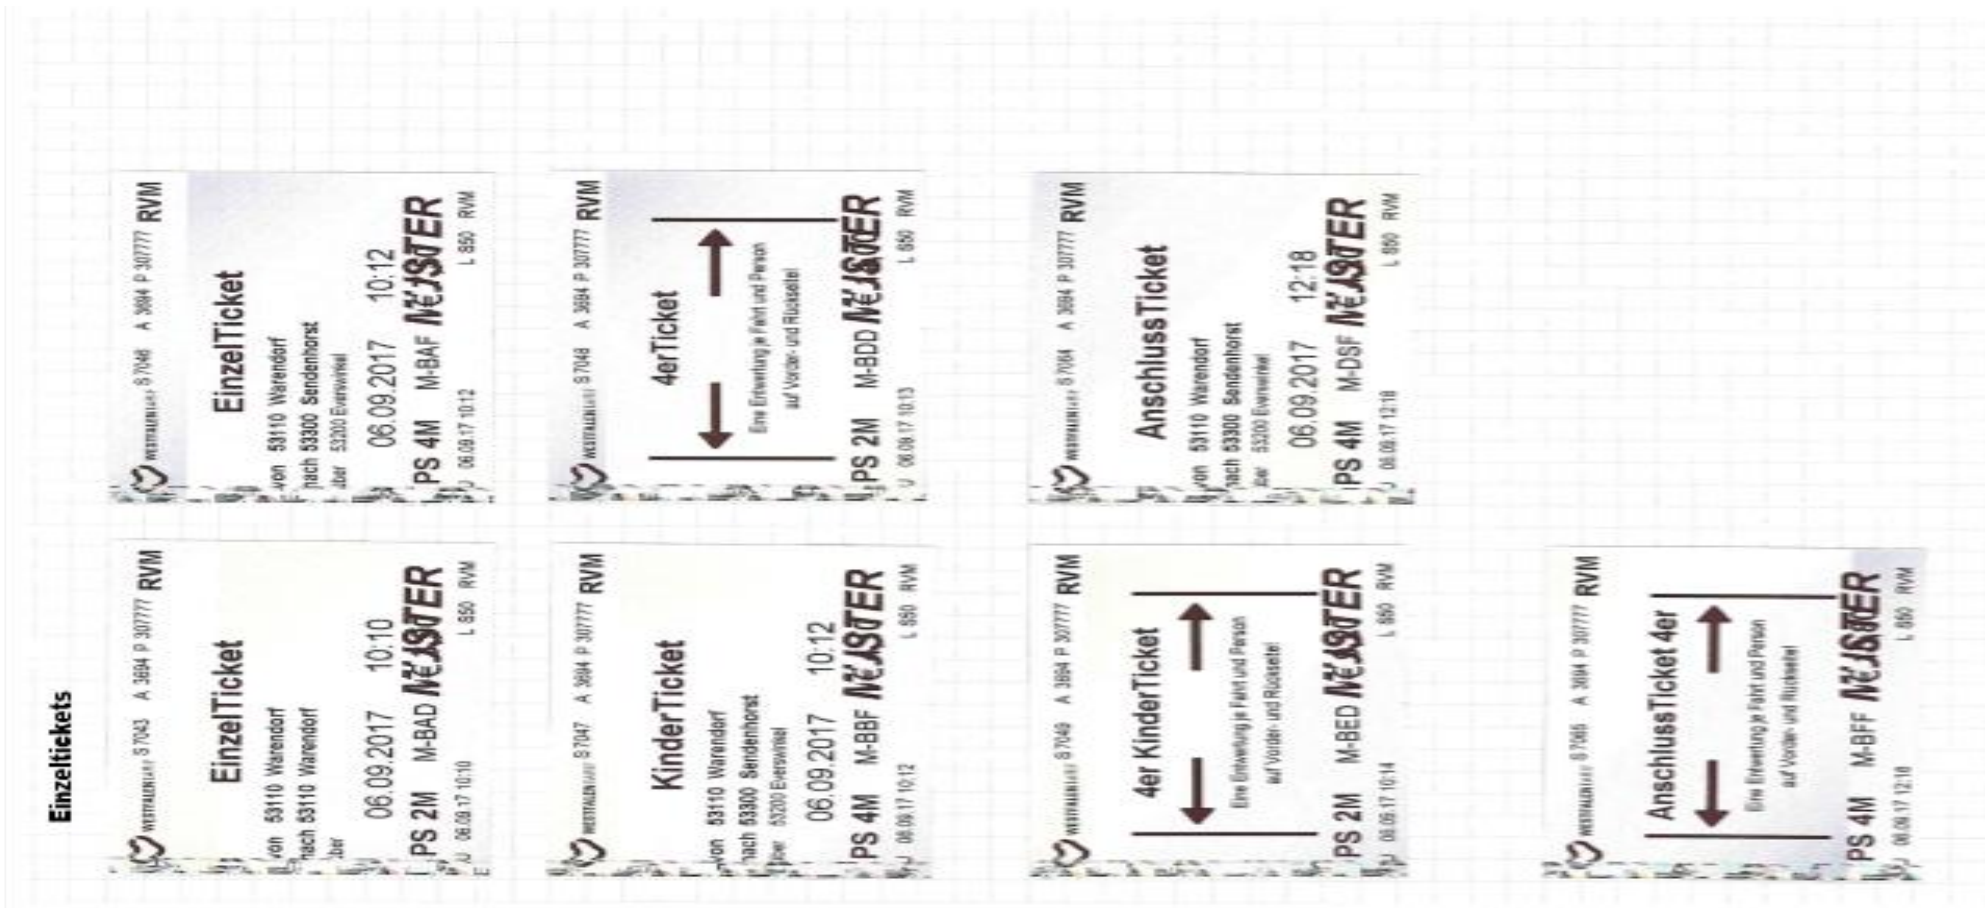 Einzeltickets
WESTFALENTARIF S 7043 A 3694 P 307777 RVM
EinzelTicket
von 53110 Warendorf
nach 53110 Warendorf
über
06.09.2017 10:10
PS 2M M-BAD
06.09.17 10:10 L 850 RVM
WESTFALENTARIF S 7046 A 3694 P 307777 RVM
EinzelTicket
von 53110 Warendorf
nach 53300 Sendenhorst
über 53200 Everswinkel
06.09.2017 10:12
PS 4M M-BAF
06.09.17 10:12 L 850 RVM
WESTFALENTARIF S 7047 A 3694 P 307777 RVM
KinderTicket
von 53110 Warendorf
nach 53300 Sendenhorst
über 53200 Everswinkel
06.09.2017 10:12
PS 4M M-BBF
06.09.17 10:12 L 850 RVM
WESTFALENTARIF S 7048 A 3694 P 307777 RVM
4erTicket
Eine Entwertung je Fahrt und Person
auf Vorder- und Rückseite!
PS 2M M-BDD
06.09.17 10:13 L 850 RVM
WESTFALENTARIF S 7049 A 3694 P 307777 RVM
4er KinderTicket
Eine Entwertung je Fahrt und Person
auf Vorder- und Rückseite!
PS 2M M-BED
06.09.17 10:14 L 850 RVM
WESTFALENTARIF S 7064 A 3694 P 307777 RVM
AnschlussTicket
von 53110 Warendorf
nach 53300 Sendenhorst
über 53200 Everswinkel
06.09.2017 12:18
PS 4M M-DSF
06.09.17 12:18 L 850 RVM
WESTFALENTARIF S 7065 A 3694 P 307777 RVM
AnschlussTicket 4er
Eine Entwertung je Fahrt und Person
auf Vorder- und Rückseite!
PS 4M M-BFF
06.09.17 12:18 L 850 RVM